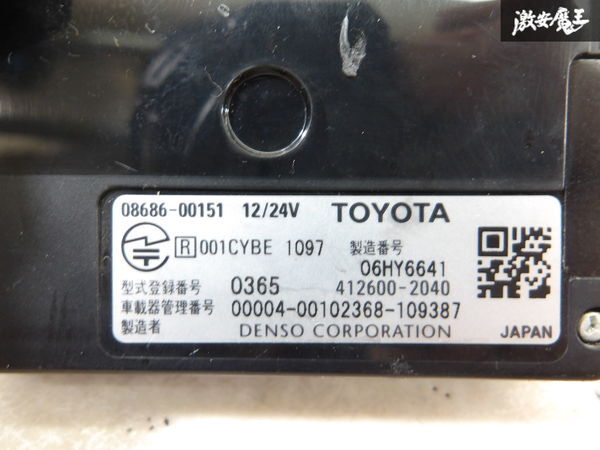 激安魔王
08686-00151 12/24V TOYOTA
R 001CYBE 1097 製造番号
06HY6641
型式登録番号 0365 412600-2040
車載器管理番号 00004-00102368-109387
製造者 DENSO CORPORATION JAPAN